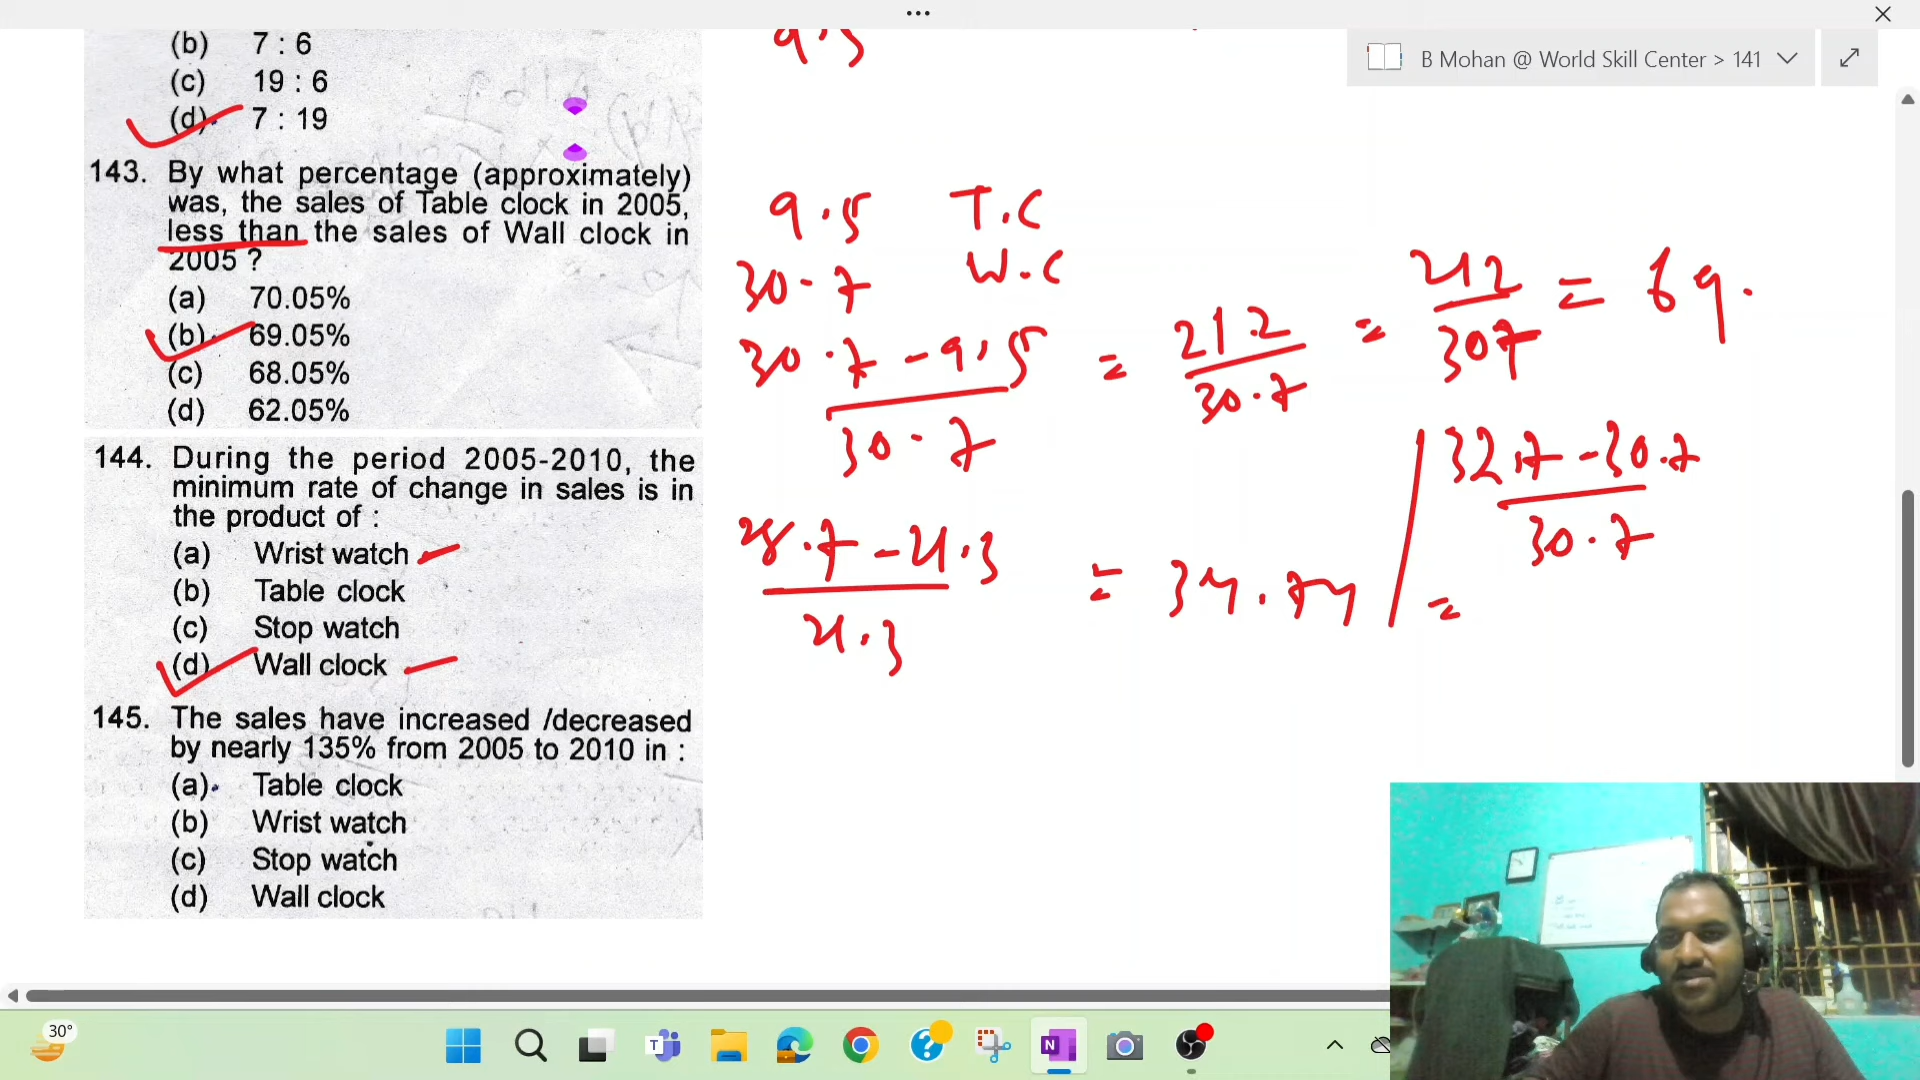 B Mohan @ World Skill Center > 141
9.5
(b) 7 : 6
(c) 19 : 6
(d) 7 : 19
143. By what percentage (approximately)
was, the sales of Table clock in 2005,
less than the sales of Wall clock in
2005 ?
(a) 70.05%
(b) 69.05%
(c) 68.05%
(d) 62.05%
144. During the period 2005-2010, the
minimum rate of change in sales is in
the product of :
(a) Wrist watch
(b) Table clock
(c) Stop watch
(d) Wall clock
145. The sales have increased /decreased
by nearly 135% from 2005 to 2010 in :
(a) Table clock
(b) Wrist watch
(c) Stop watch
(d) Wall clock
9.5 T.C
30.7 W.C
30.7 - 9.5 = 21.2 = 212 = 69.
30.7 30.7 307
28.7 - 21.3 = 34.74
21.3
32.7 - 30.7
30.7
=
30°